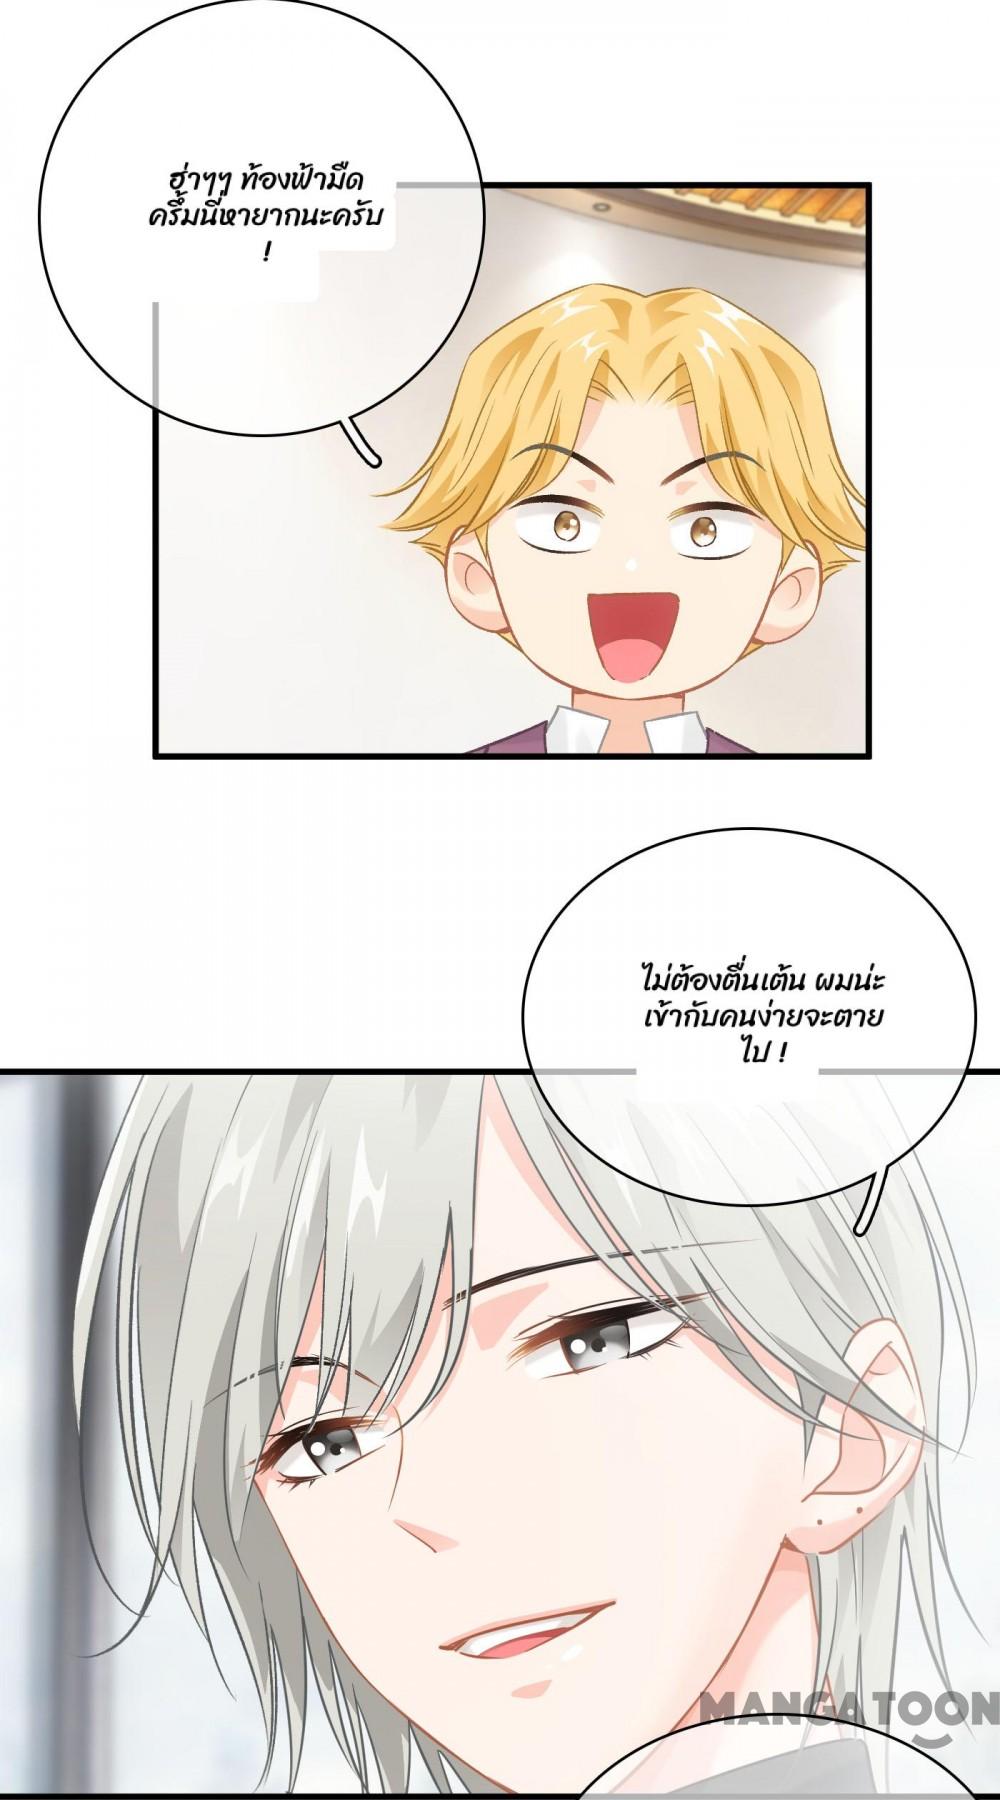 ฮ่าๆๆ ท้องฟ้ามืด
ครึ้มนี่หายากนะครับ
!
ไม่ต้องตื่นเต้น ผมน่ะ
เข้ากับคนง่ายจะตาย
ไป !
MANGATOON